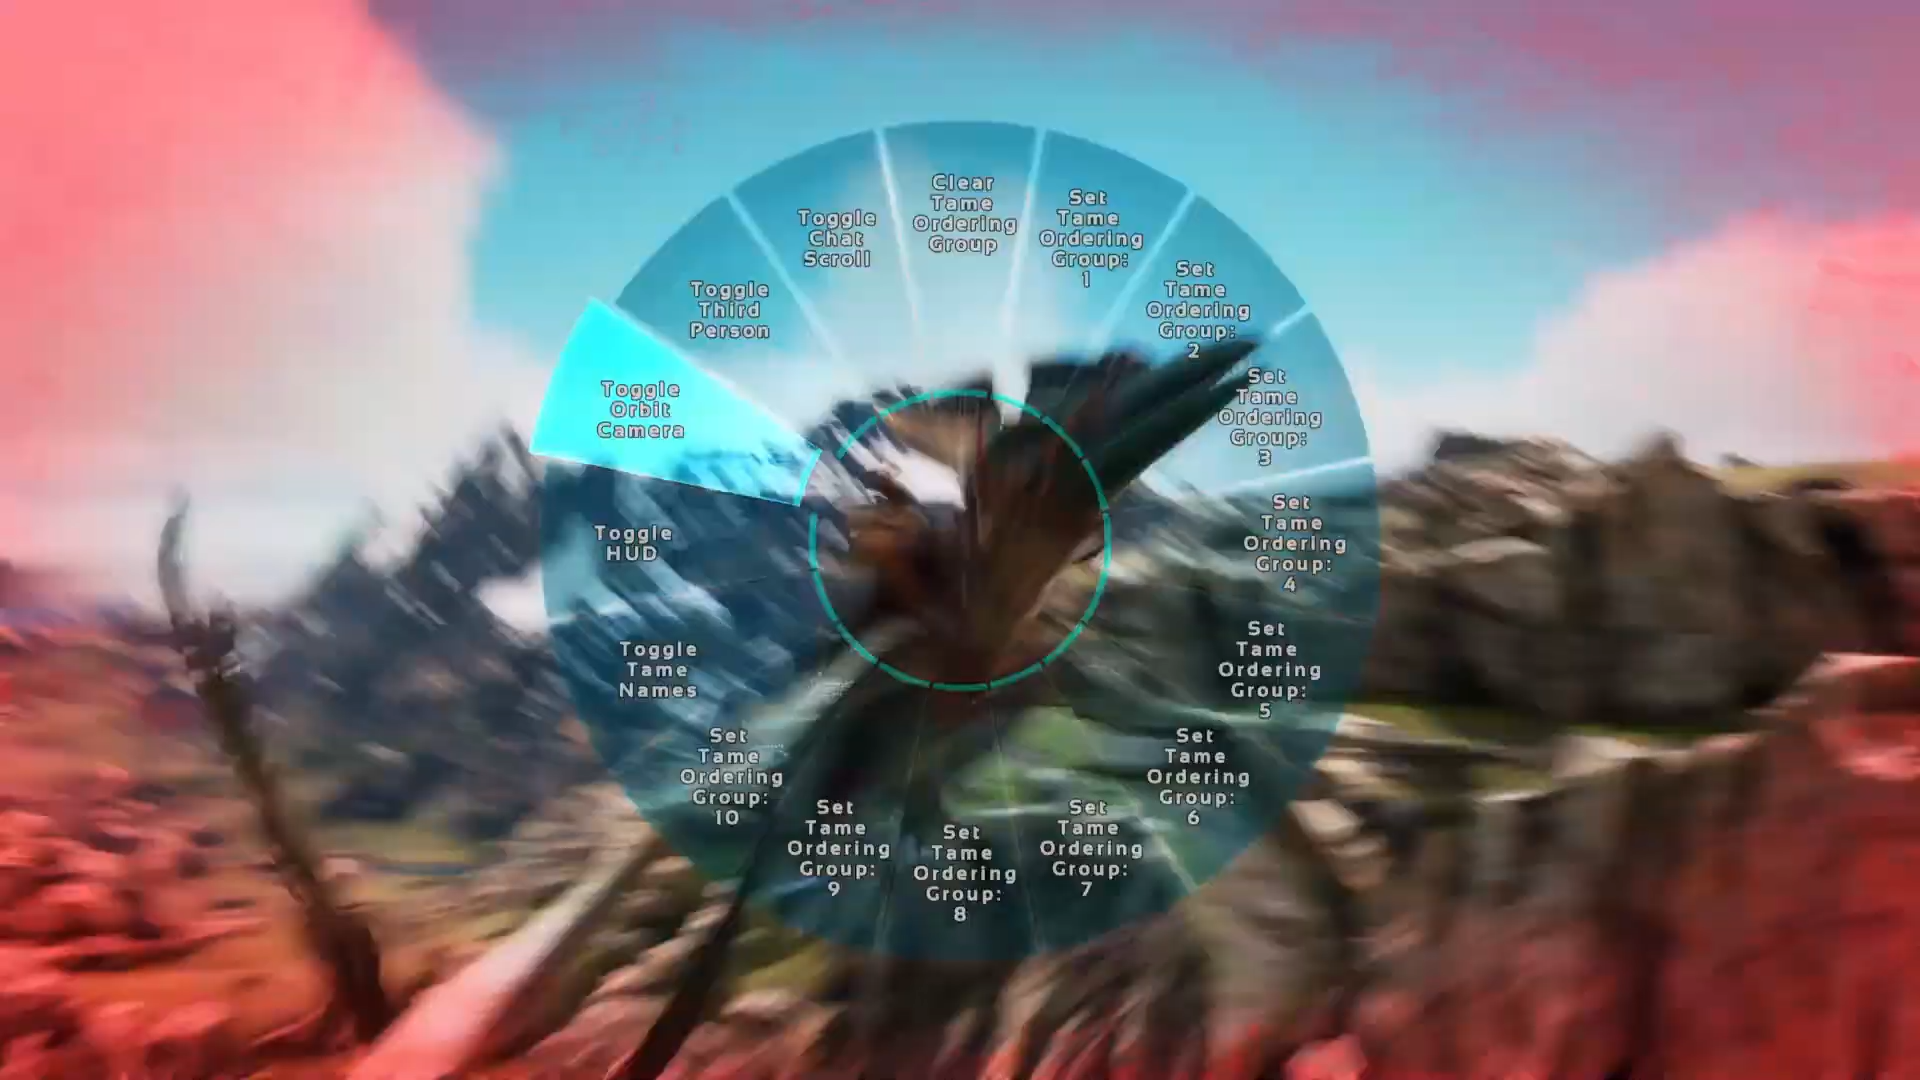 Clear
Tame
Ordering
Group
Set
Tame
Ordering
Group:
1
Set
Tame
Ordering
Group:
2
Set
Tame
Ordering
Group:
3
Set
Tame
Ordering
Group:
4
Set
Tame
Ordering
Group:
5
Set
Tame
Ordering
Group:
6
Set
Tame
Ordering
Group:
7
Set
Tame
Ordering
Group:
8
Set
Tame
Ordering
Group:
9
Set
Tame
Ordering
Group:
10
Toggle
Tame
Names
Toggle
HUD
Toggle
Orbit
Camera
Toggle
Third
Person
Toggle
Chat
Scroll